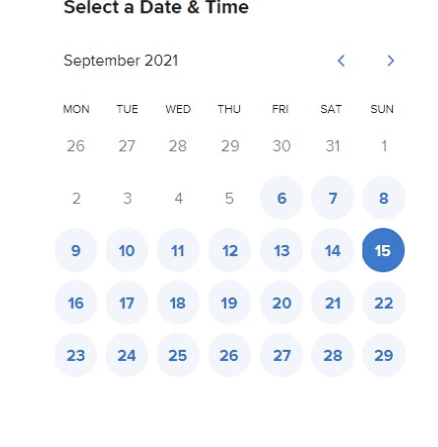 Select a Date & Time
September 2021
MON TUE WED THU FRI SAT SUN
26 27 28 29 30 31 1
2 3 4 5 6 7 8
9 10 11 12 13 14 15
16 17 18 19 20 21 22
23 24 25 26 27 28 29